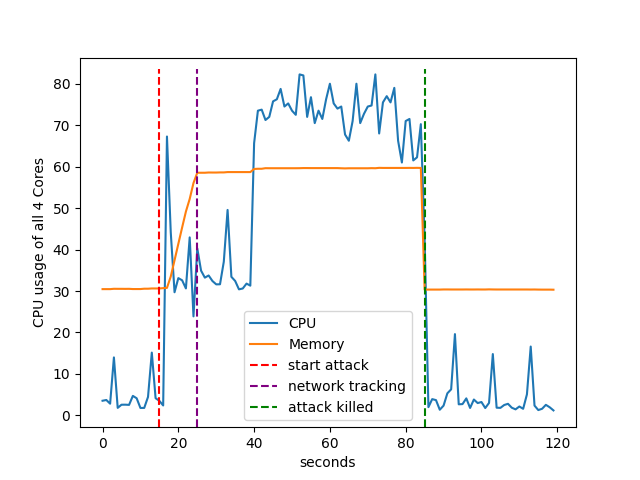 CPU usage of all 4 Cores
80
70
60
50
40
30
20
10
0
CPU
Memory
start attack
network tracking
attack killed
0 20 40 60 80 100 120
seconds